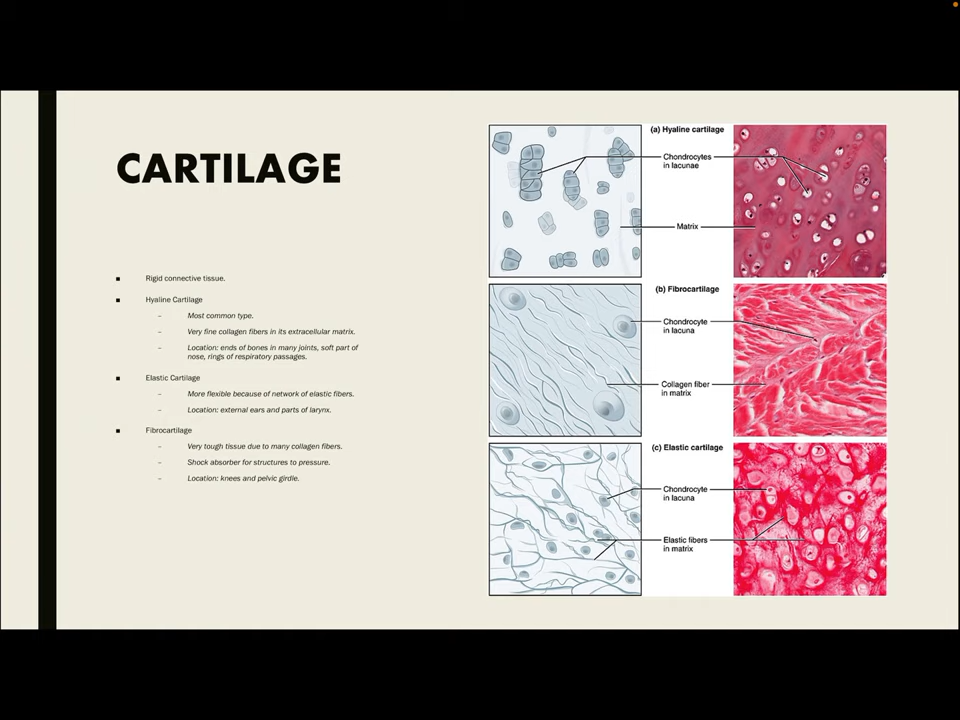 CARTILAGE
■ Rigid connective tissue.
■ Hyaline Cartilage
– Most common type.
– Very fine collagen fibers in its extracellular matrix.
– Location: ends of bones in many joints, soft part of
nose, rings of respiratory passages.
■ Elastic Cartilage
– More flexible because of network of elastic fibers.
– Location: external ears and parts of larynx.
■ Fibrocartilage
– Very tough tissue due to many collagen fibers.
– Shock absorber for structures to pressure.
– Location: knees and pelvic girdle.
(a) Hyaline cartilage
Chondrocytes
in lacunae
Matrix
(b) Fibrocartilage
Chondrocyte
in lacuna
Collagen fiber
in matrix
(c) Elastic cartilage
Chondrocyte
in lacuna
Elastic fibers
in matrix